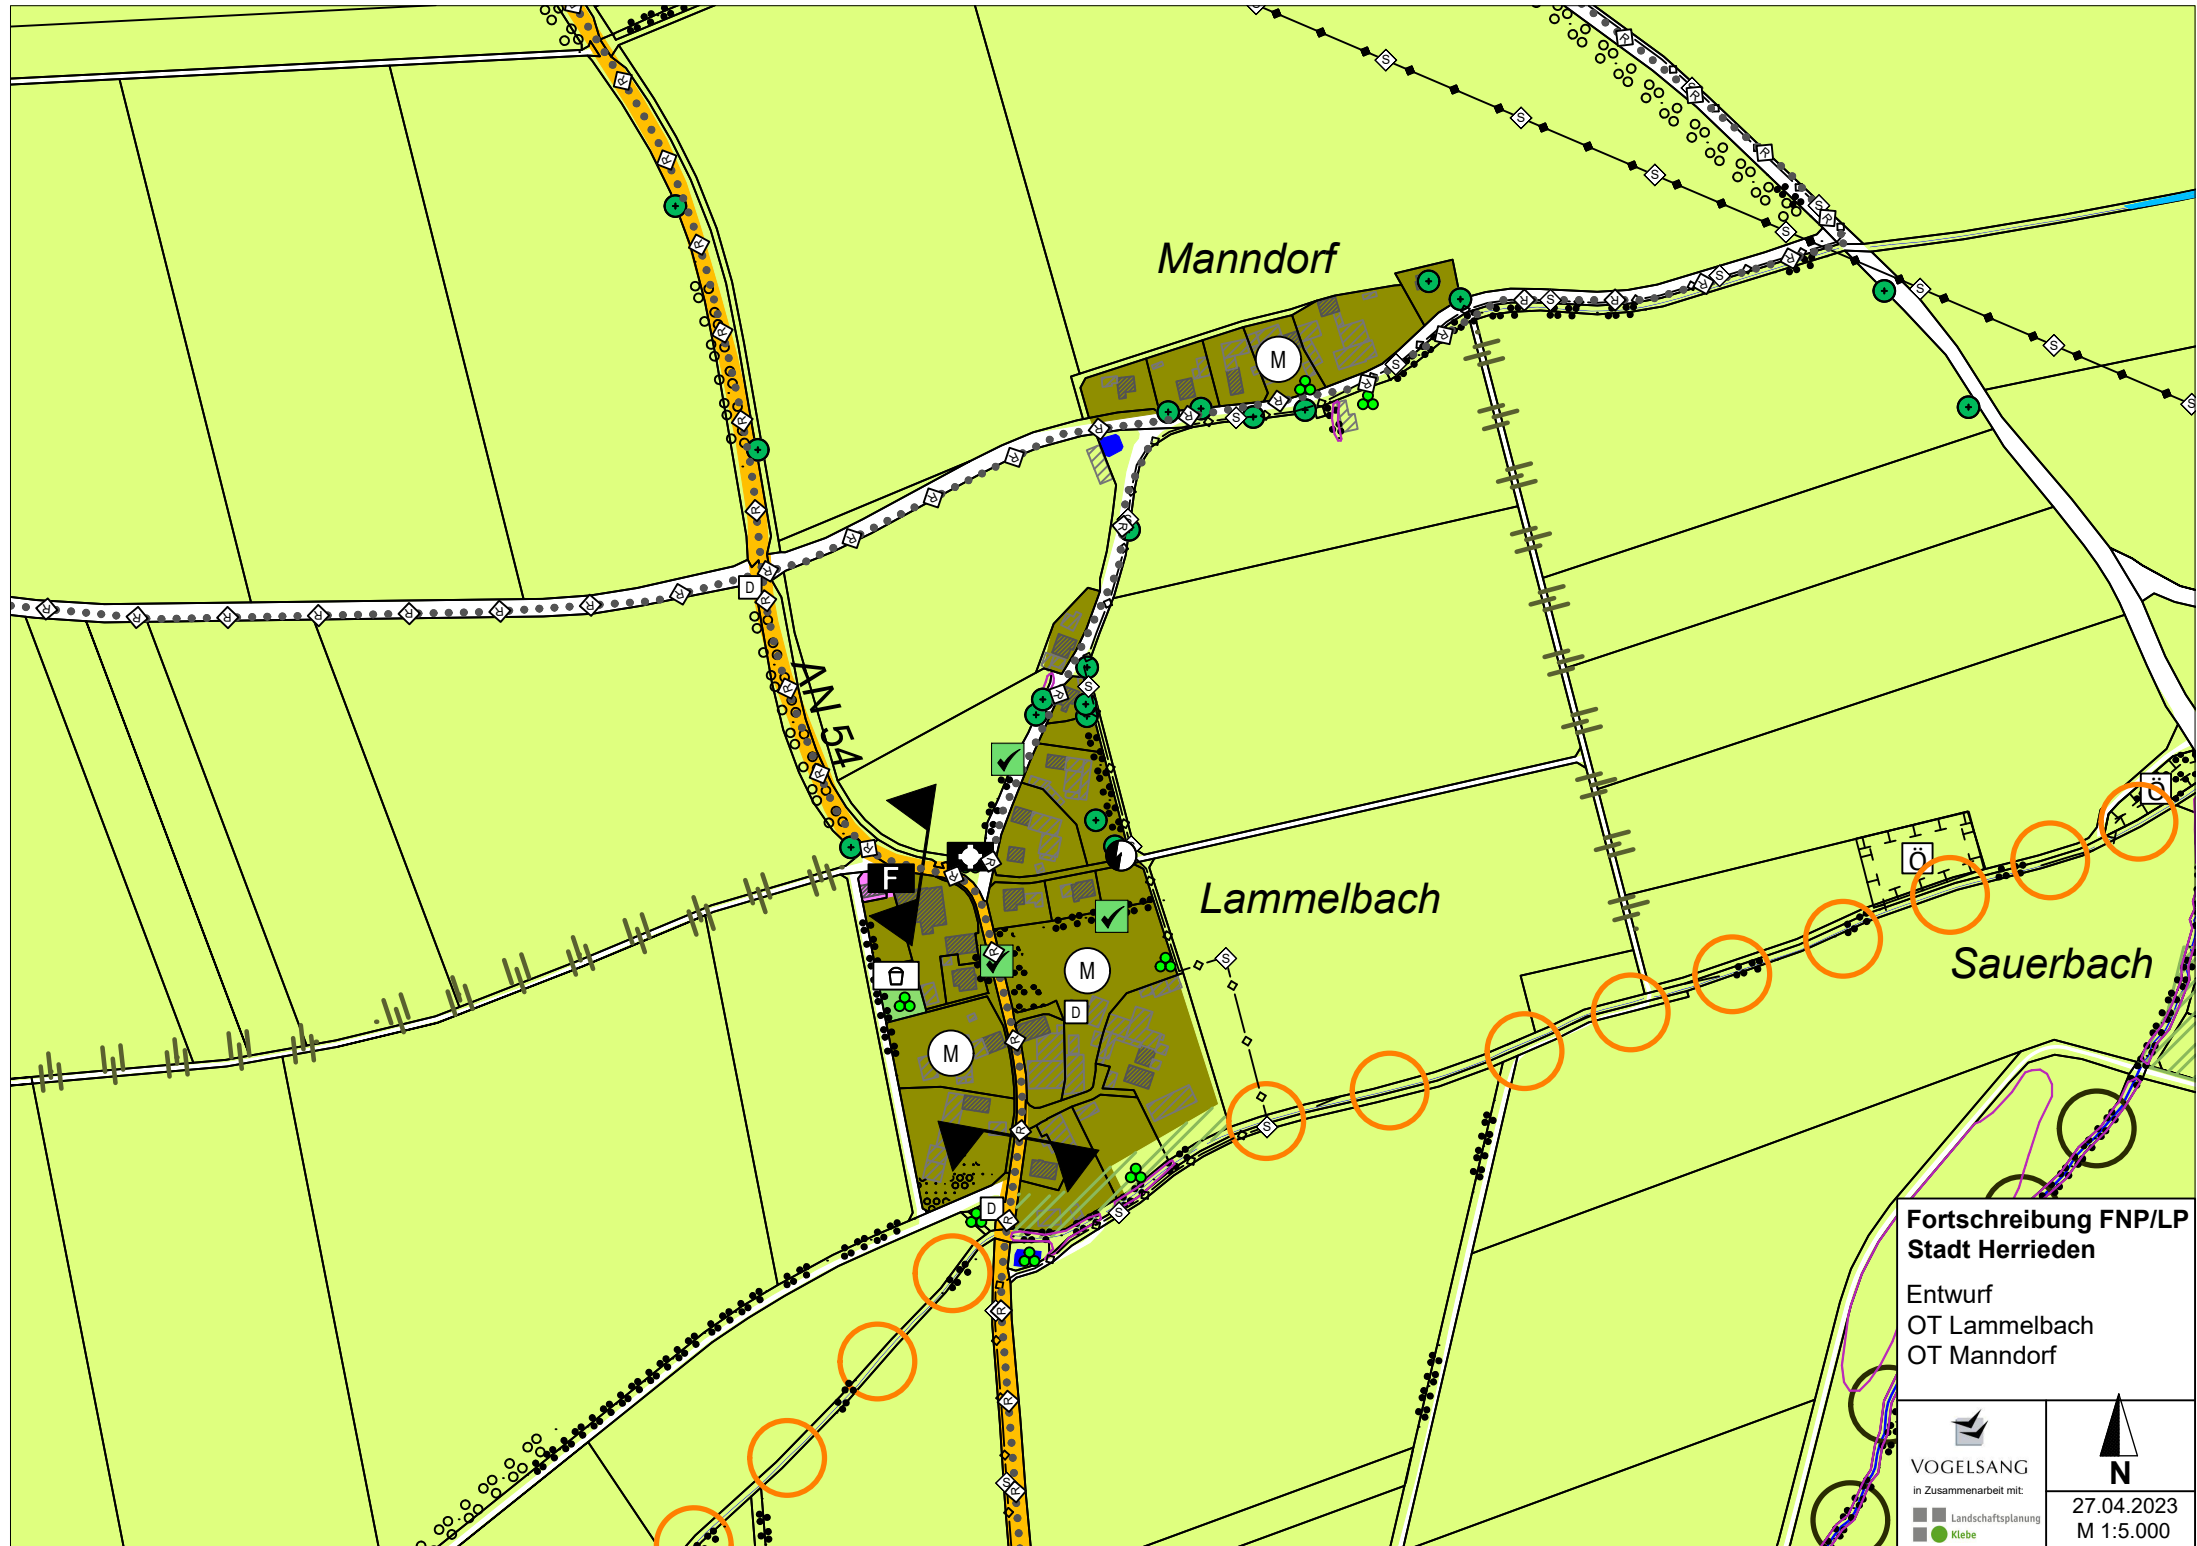 Manndorf
M
D
AN 54
F
Lammelbach
M
D
M
D
Ö
Ö
Sauerbach
Fortschreibung FNP/LP
Stadt Herrieden
Entwurf
OT Lammelbach
OT Manndorf
VOGELSANG
in Zusammenarbeit mit:
Landschaftsplanung
Klebe
N
27.04.2023
M 1:5.000